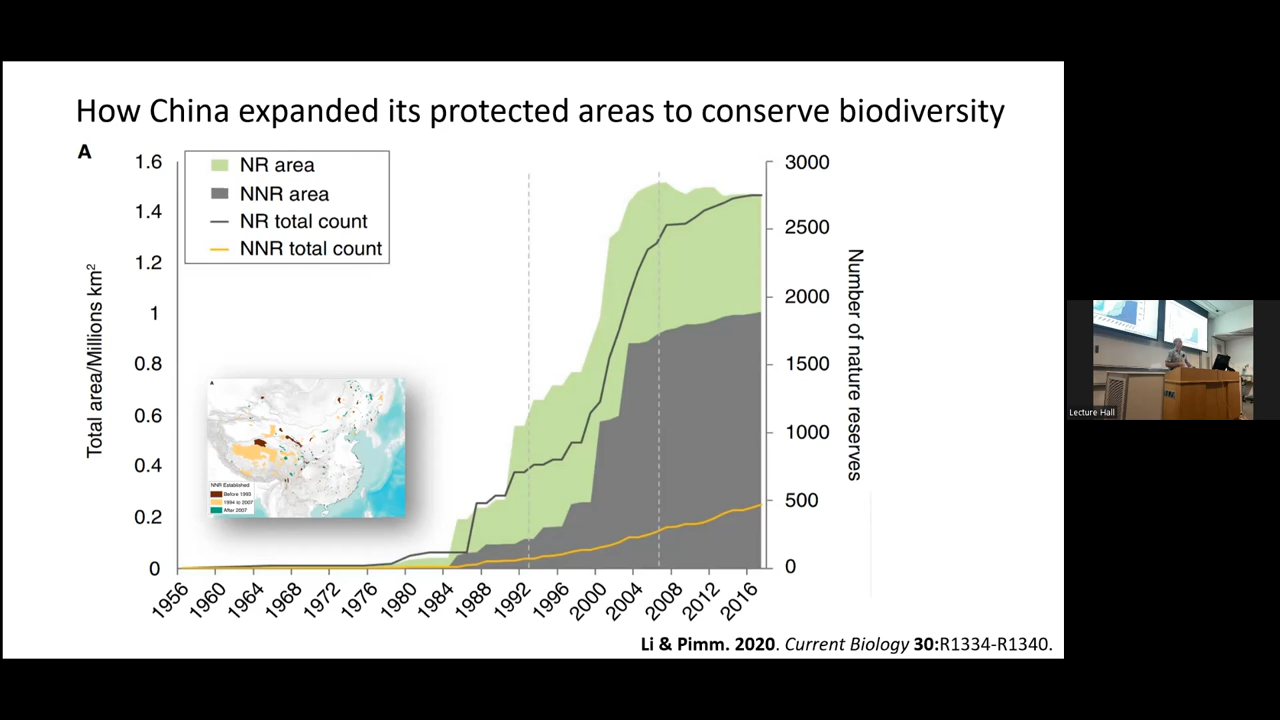 How China expanded its protected areas to conserve biodiversity
A
NR area
NNR area
NR total count
NNR total count
Total area/Millions km²
1.6
1.4
1.2
1
0.8
0.6
0.4
0.2
0
3000
2500
2000
1500
1000
500
0
Number of nature reserves
A
NNR Established
Before 1993
1994 to 2007
After 2007
1956 1960 1964 1968 1972 1976 1980 1984 1988 1992 1996 2000 2004 2008 2012 2016
Li & Pimm. 2020. Current Biology 30:R1334-R1340.
Lecture Hall